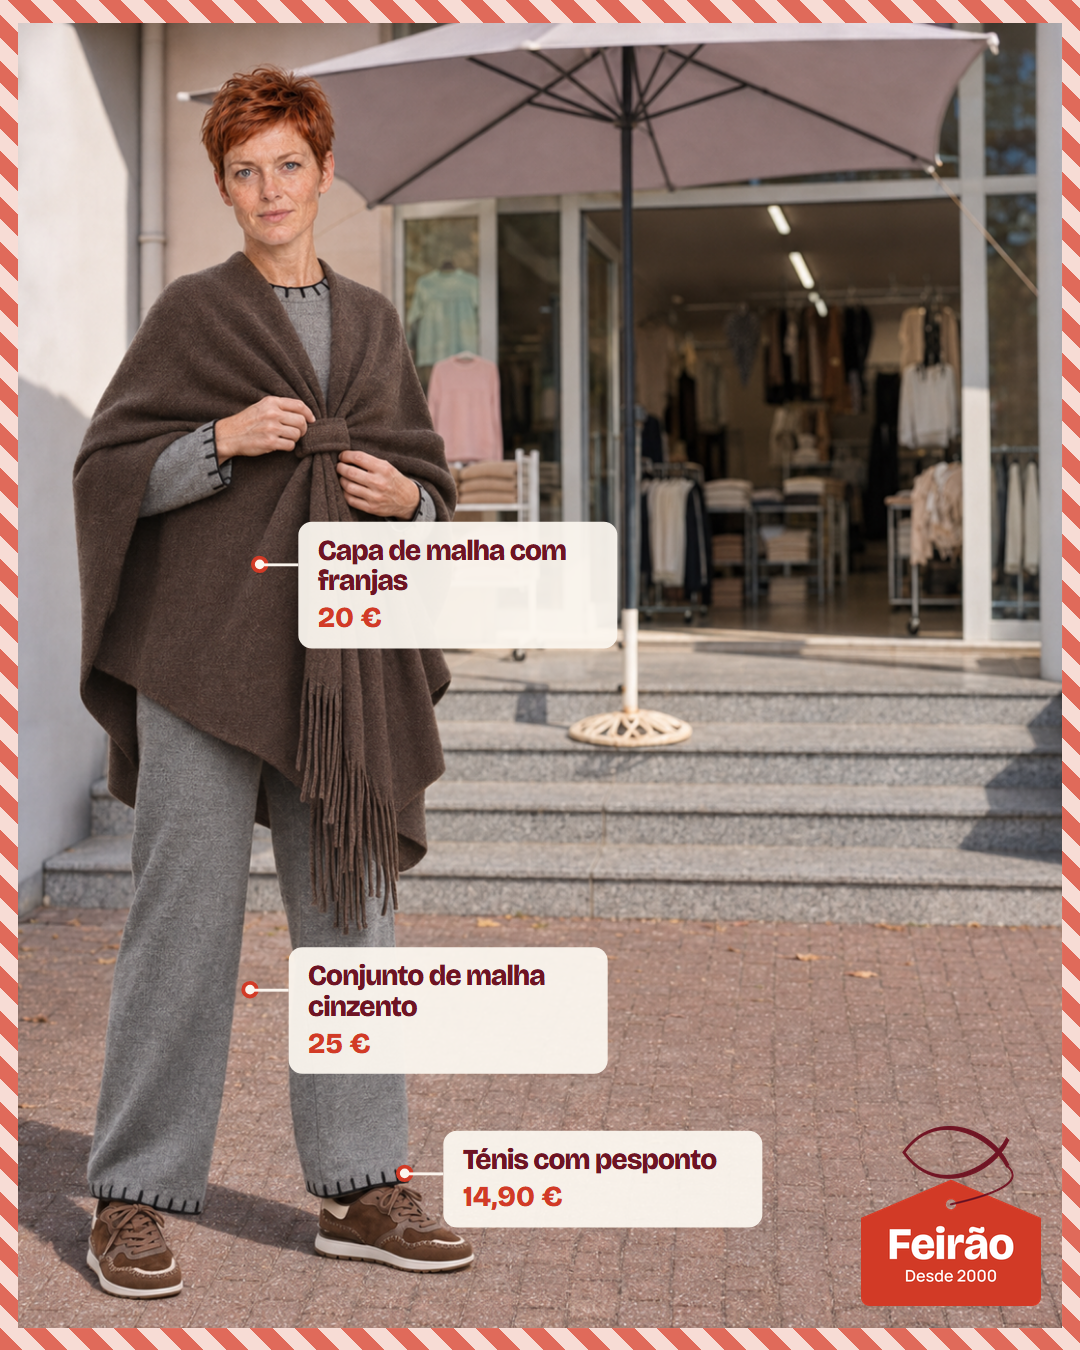 Capa de malha com
franjas
20 €
Conjunto de malha
cinzento
25 €
Ténis com pesponto
14,90 €
Feirão
Desde 2000